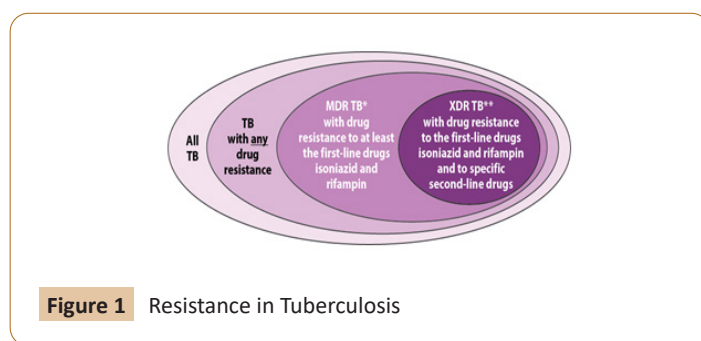 All
TB
TB
with any
drug
resistance
MDR TB*
with drug
resistance to at least
the first-line drugs
isoniazid and
rifampin
XDR TB**
with drug resistance
to the first-line drugs
isoniazid and rifampin
and to specific
second-line drugs
Figure 1 Resistance in Tuberculosis